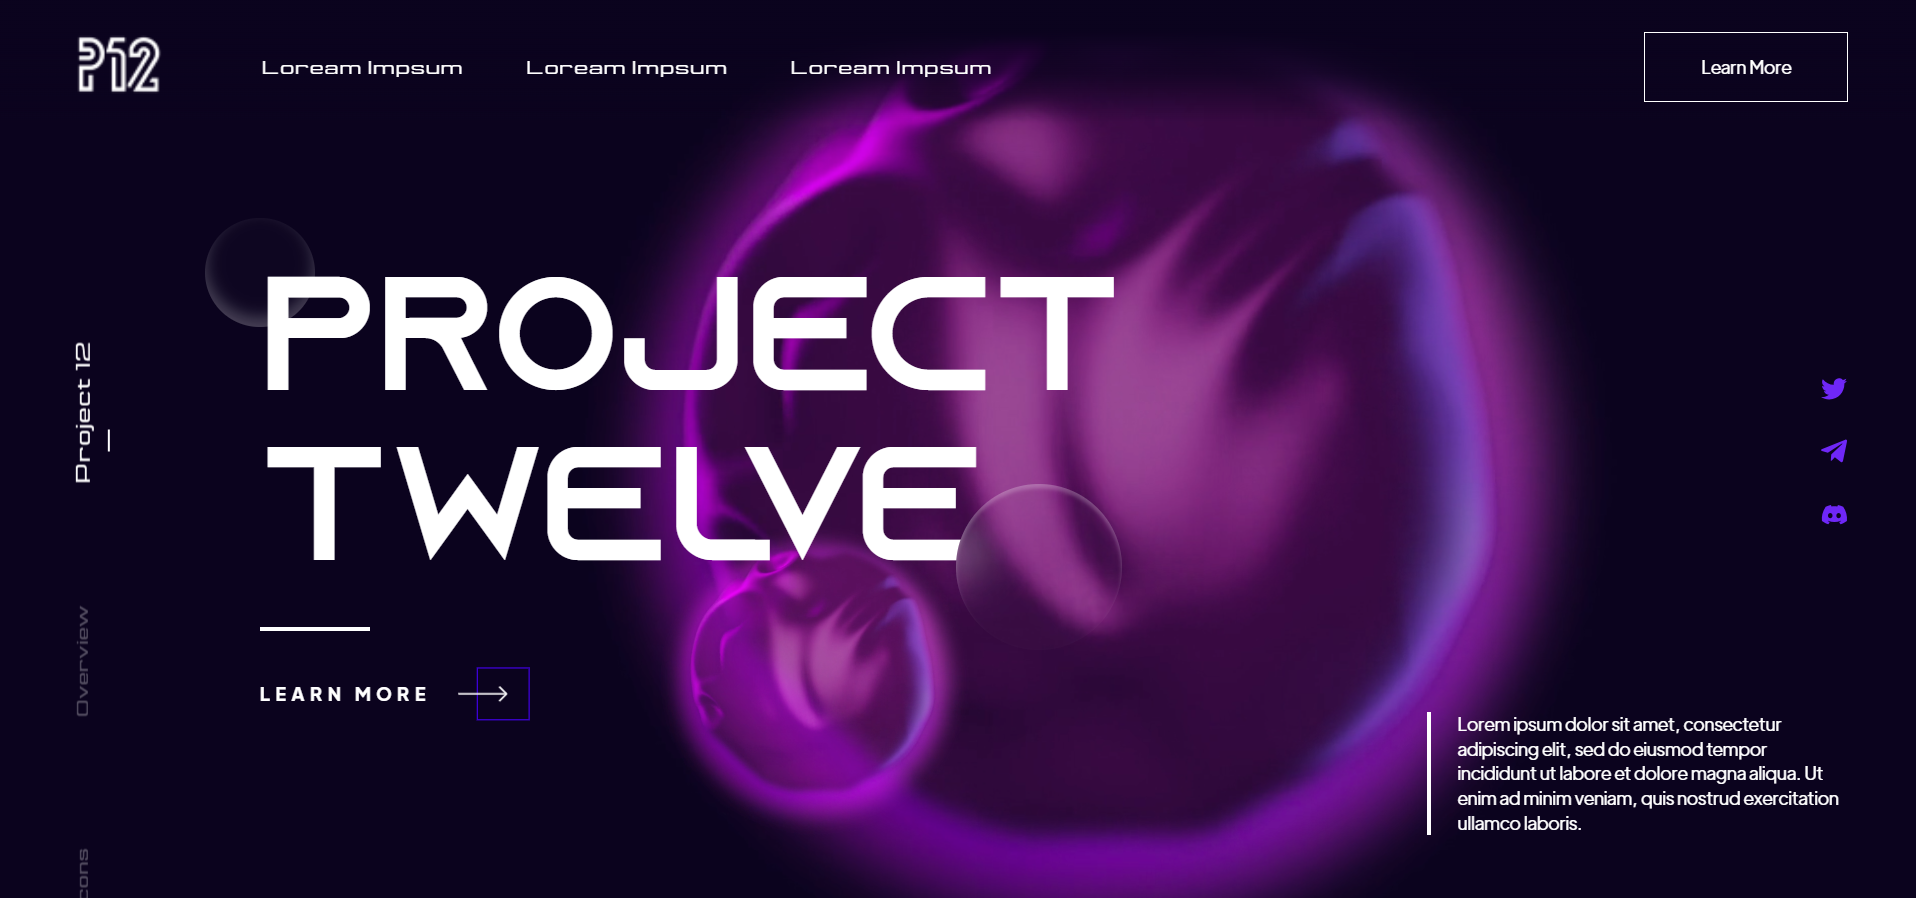 P12
Loream Impsum
Loream Impsum
Loream Impsum
Learn More
PROJECT
TWELVE
Project 12
Overview
LEARN MORE
Lorem ipsum dolor sit amet, consectetur
adipiscing elit, sed do eiusmod tempor
incididunt ut labore et dolore magna aliqua. Ut
enim ad minim veniam, quis nostrud exercitation
ullamco laboris.